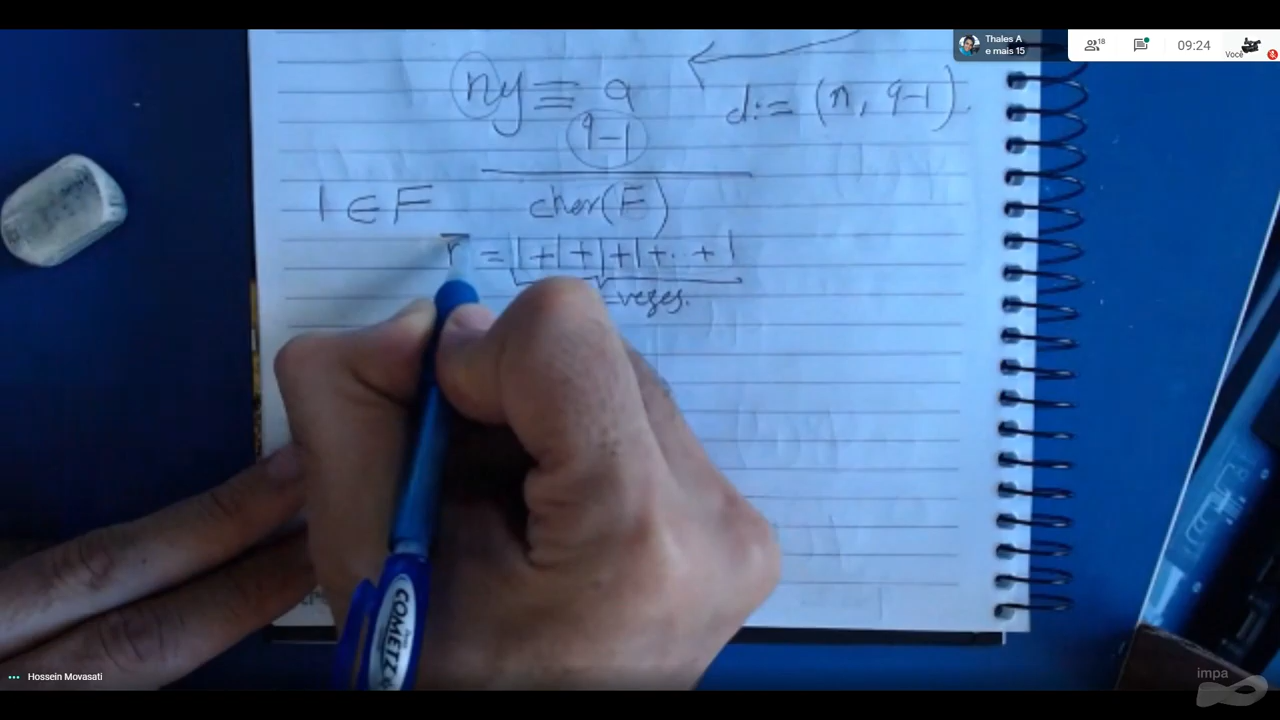 Thales A
e mais 15
18
09:24
Você
ny ≡ a
q-1
d:= (n, q-1).
1 ∈ F
char(F)
r̄ = 1+1+1+1+..+1
vezes.
COMETZ
Hossein Movasati
impa